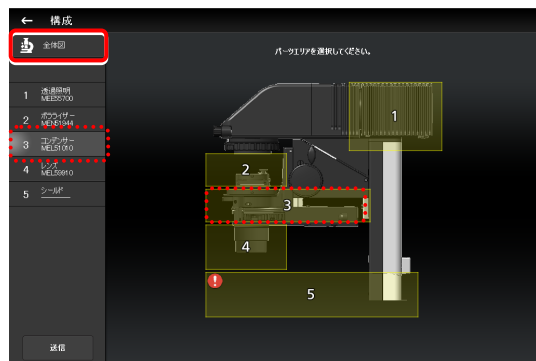 ← 構成
全体図
パーツエリアを選択してください。
1 透過照明
MEE55700
2 ポラライザー
MEN51944
3 コンデンサー
MEL51010
4 レンズ
MEL59910
5 シールド
1
2
3
4
!
5
送信